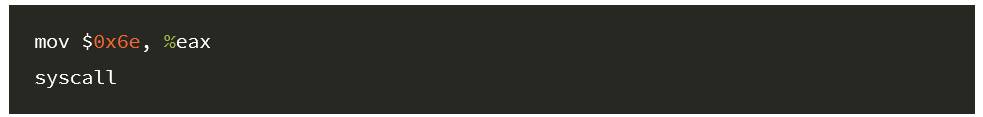 mov $0x6e, %eax
syscall